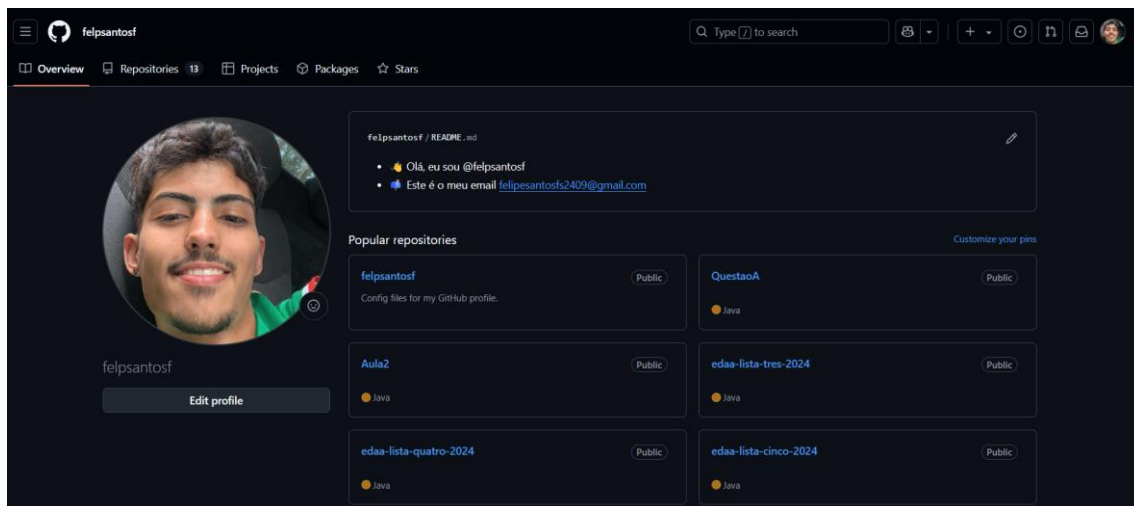 felpsantosf
Type / to search
Overview
Repositories 13
Projects
Packages
Stars
felpsantosf/README.md
Olá, eu sou @felpsantosf
Este é o meu email felipesantosfs2409@gmail.com
Popular repositories
Customize your pins
felpsantosf
Public
Config files for my GitHub profile.
QuestaoA
Public
Java
felpsantosf
Edit profile
Aula2
Public
Java
edaa-lista-tres-2024
Public
Java
edaa-lista-quatro-2024
Public
Java
edaa-lista-cinco-2024
Public
Java